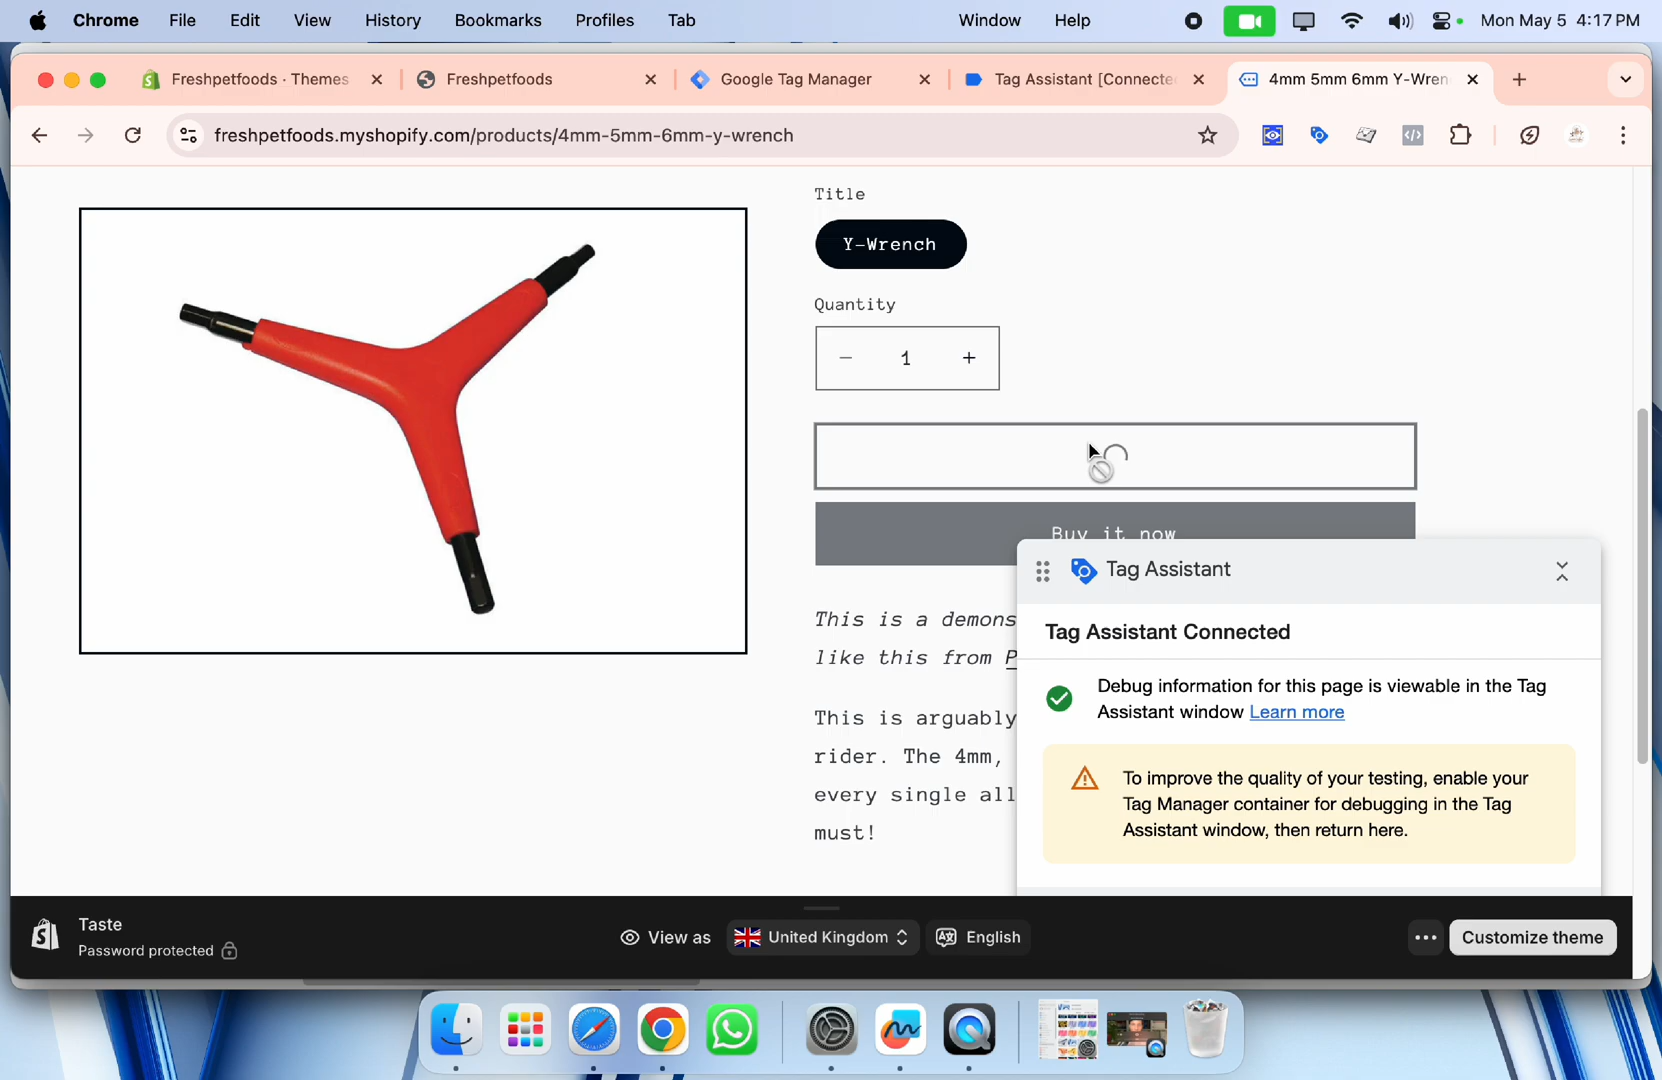 Chrome File Edit View History Bookmarks Profiles Tab Window Help Mon May 5 4:17 PM
Freshpetfoods · Themes
Freshpetfoods
Google Tag Manager
Tag Assistant [Connecte
4mm 5mm 6mm Y-Wren
freshpetfoods.myshopify.com/products/4mm-5mm-6mm-y-wrench
Title
Y-Wrench
Quantity
1
Buy it now
This is a demons
like this from P
This is arguably
rider. The 4mm,
every single all
must!
Tag Assistant
Tag Assistant Connected
Debug information for this page is viewable in the Tag
Assistant window Learn more
To improve the quality of your testing, enable your
Tag Manager container for debugging in the Tag
Assistant window, then return here.
Taste
Password protected
View as
United Kingdom
English
Customize theme